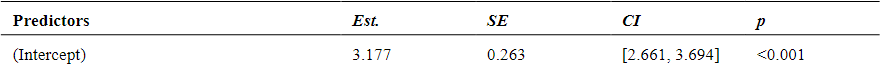 Predictors Est. SE CI p
(Intercept) 3.177 0.263 [2.661, 3.694] <0.001